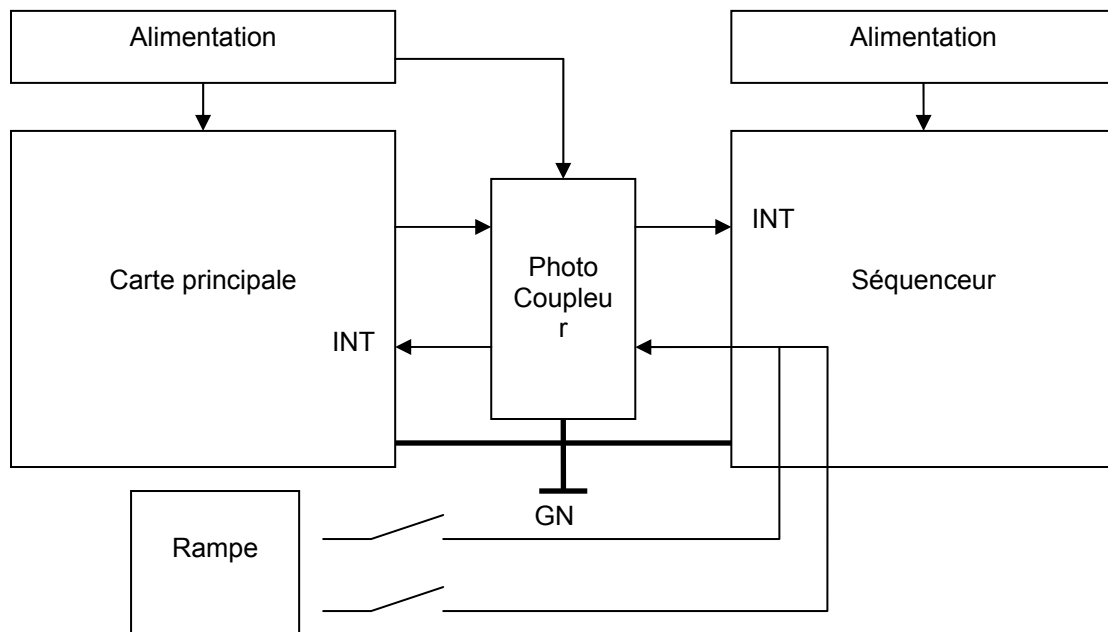 Alimentation
Alimentation
INT
Photo
Coupleu
r
Carte principale
Séquenceur
INT
GN
Rampe